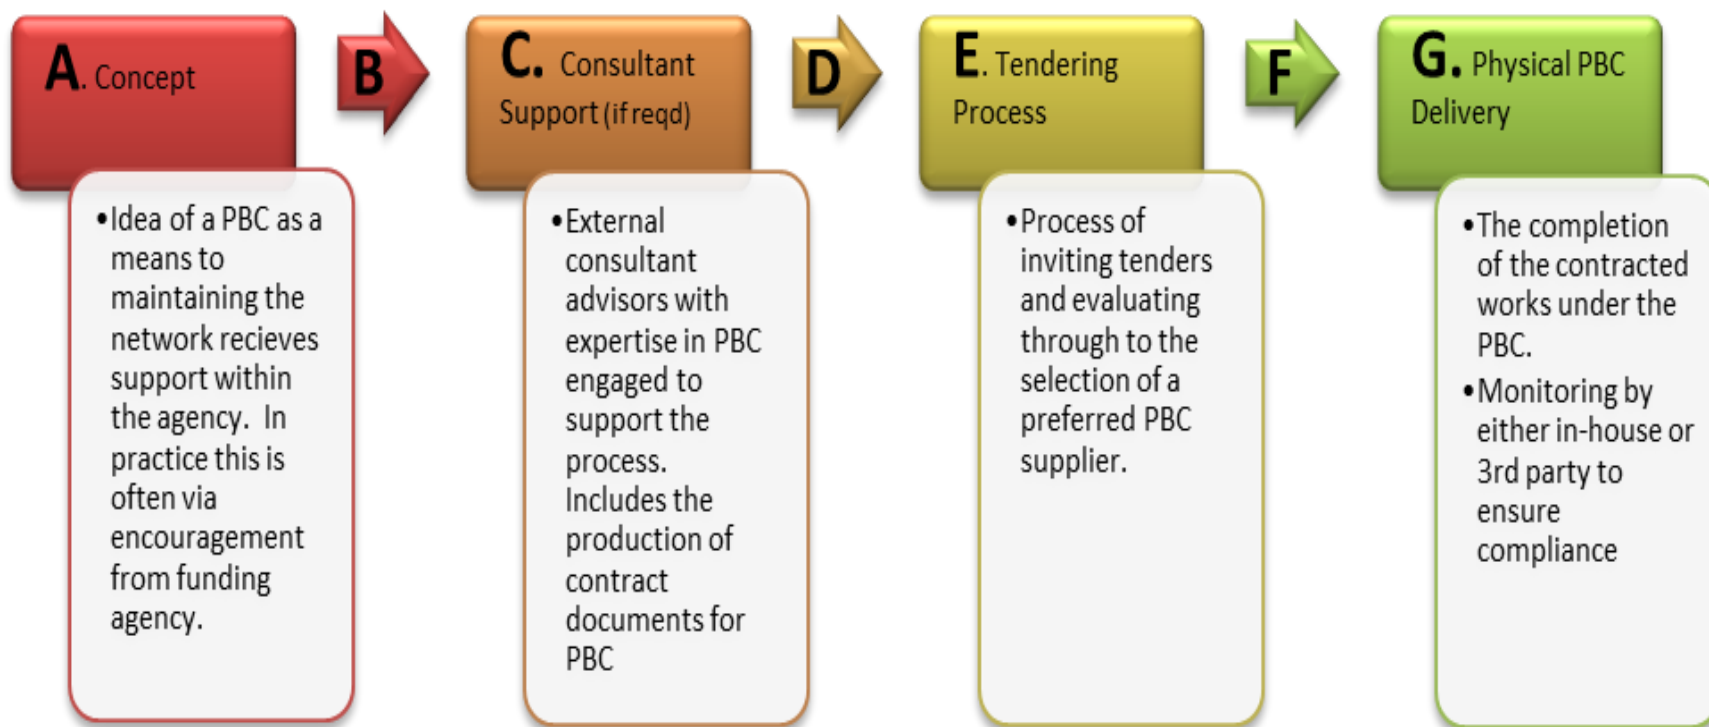 A. Concept
B
C. Consultant
Support (if reqd)
D
E. Tendering
Process
F
G. Physical PBC
Delivery
•Idea of a PBC as a
means to
maintaining the
network recieves
support within
the agency. In
practice this is
often via
encouragement
from funding
agency.
•External
consultant
advisors with
expertise in PBC
engaged to
support the
process.
Includes the
production of
contract
documents for
PBC
•Process of
inviting tenders
and evaluating
through to the
selection of a
preferred PBC
supplier.
•The completion
of the contracted
works under the
PBC.
•Monitoring by
either in-house or
3rd party to
ensure
compliance